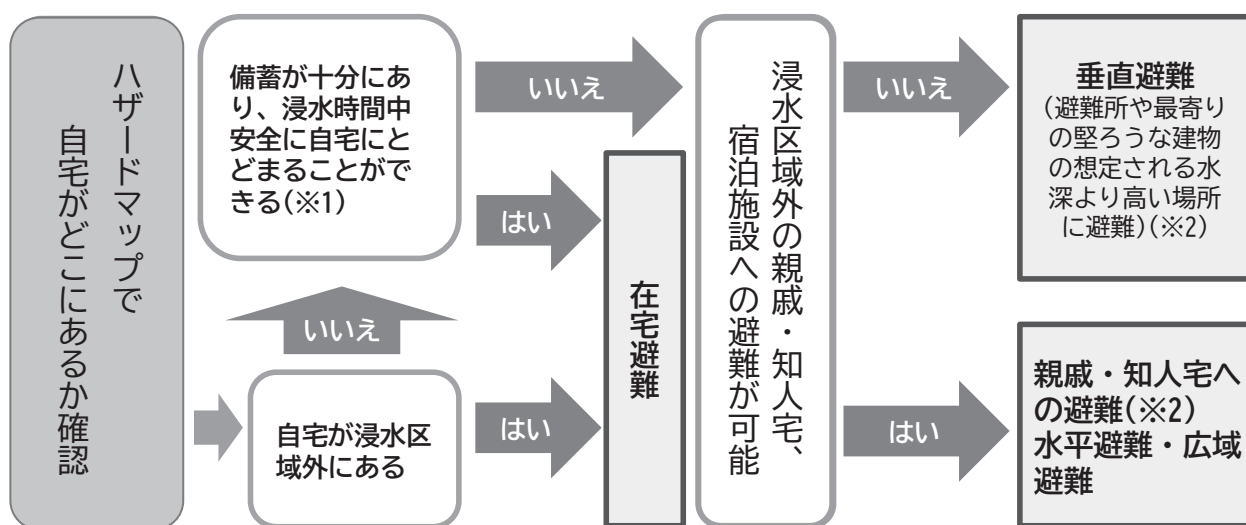 ハザードマップで
自宅がどこにあるか確認
自宅が浸水区
域外にある
はい
いいえ
備蓄が十分にあ
り、浸水時間中
安全に自宅にと
どまることがで
きる(※1)
はい
いいえ
在宅避難
浸水区域外の親戚・知人宅、
宿泊施設への避難が可能
いいえ
はい
垂直避難
(避難所や最寄り
の堅ろうな建物
の想定される水
深より高い場所
に避難)(※2)
親戚・知人宅へ
の避難(※2)
水平避難・広域
避難